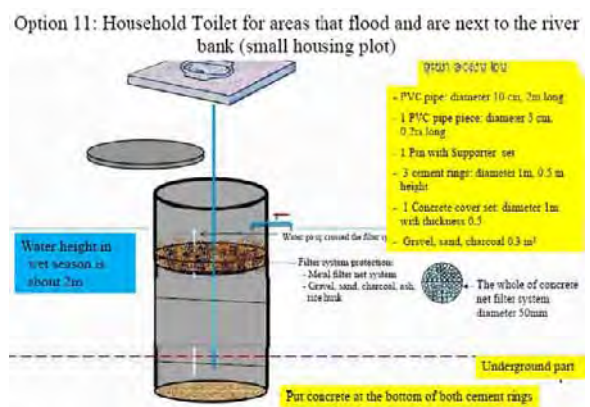 Option 11: Household Toilet for areas that flood and are next to the river
bank (small housing plot)
- PVC pipe: diameter 10 cm, 2m long
- 1 PVC pipe piece: diameter 3 cm,
0.2m long
- 1 Pan with Supporter set
- 3 cement rings: diameter 1m, 0.5 m
height
- 1 Concrete cover set: diameter 1m
with thickness 0.5
- Gravel, sand, charcoal 0.3 m³
Water height in
wet season is
about 2m
Water crossed the filter
Filter system protection:
- Metal filter net system
- Gravel, sand, charcoal, ash,
rice husk
The whole of concrete
net filter system
diameter 50mm
Underground part
Put concrete at the bottom of both cement rings